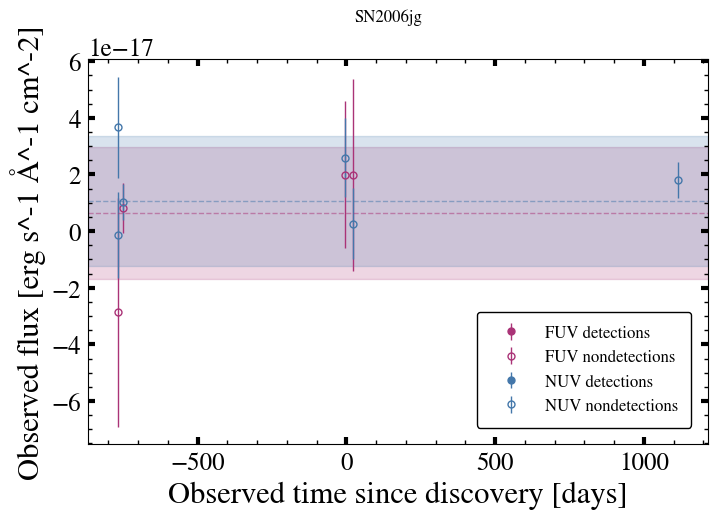 SN2006jg
1e−17
6
4
2
0
−2
−4
−6
Observed flux [erg s^-1 Å^-1 cm^-2]
FUV detections
FUV nondetections
NUV detections
NUV nondetections
−500
0
500
1000
Observed time since discovery [days]